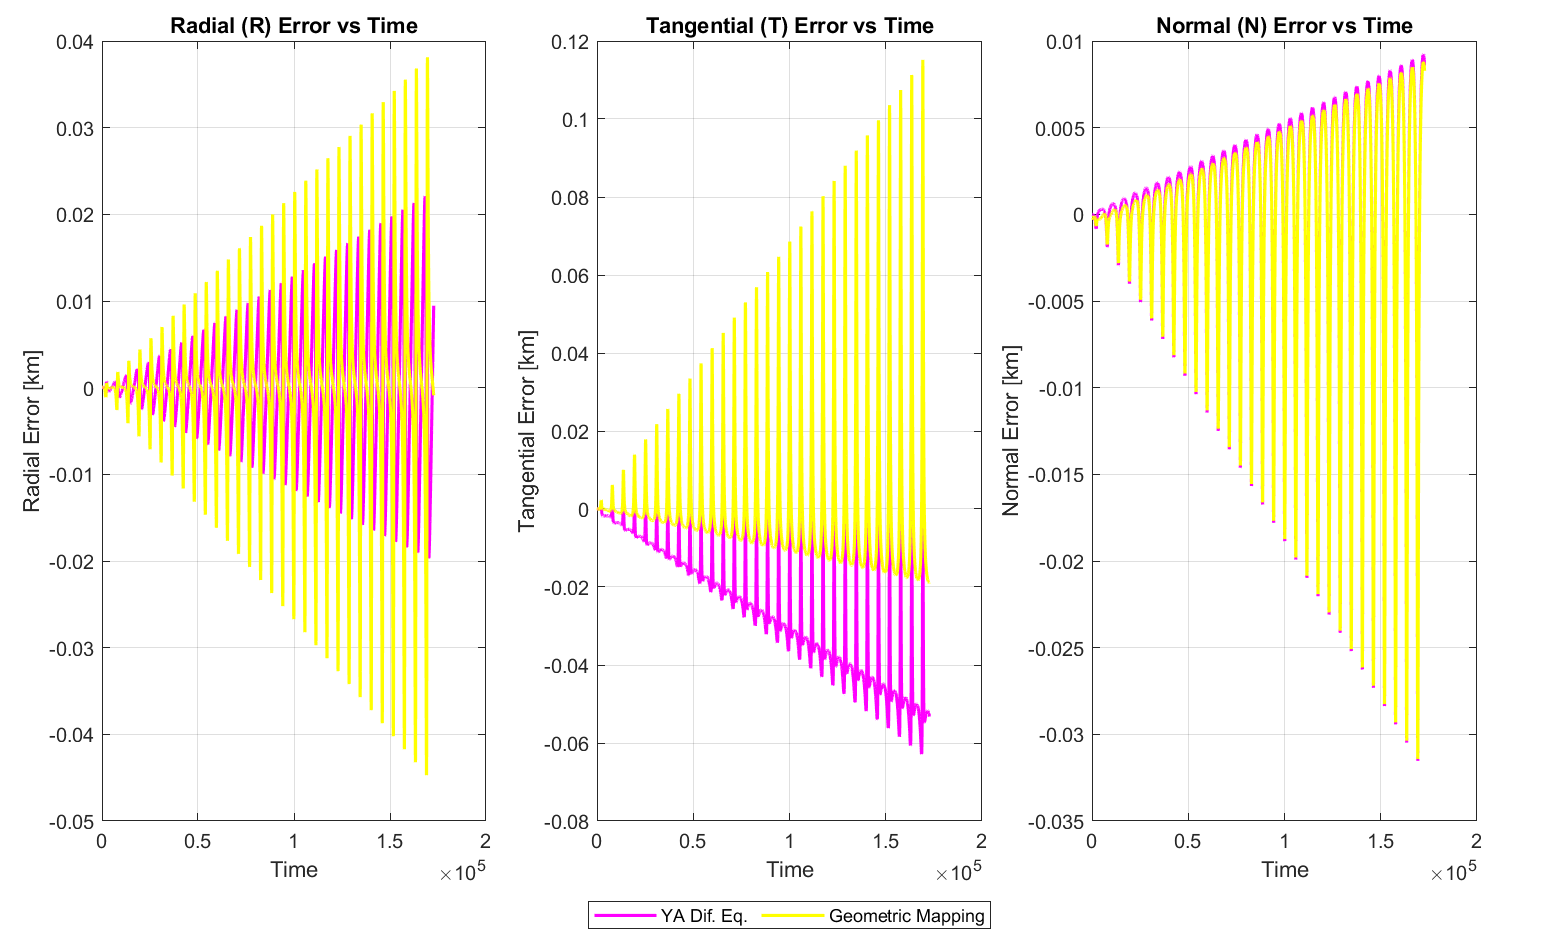 Radial (R) Error vs Time
0.04
0.03
0.02
0.01
0
-0.01
-0.02
-0.03
-0.04
-0.05
Radial Error [km]
0 0.5 1 1.5 2
Time
×10^5
Tangential (T) Error vs Time
0.12
0.1
0.08
0.06
0.04
0.02
0
-0.02
-0.04
-0.06
-0.08
Tangential Error [km]
0 0.5 1 1.5 2
Time
×10^5
Normal (N) Error vs Time
0.01
0.005
0
-0.005
-0.01
-0.015
-0.02
-0.025
-0.03
-0.035
Normal Error [km]
0 0.5 1 1.5 2
Time
×10^5
YA Dif. Eq. Geometric Mapping